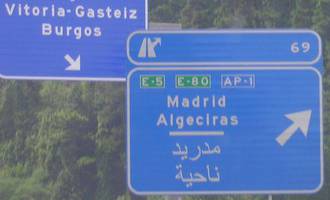 Vitoria-Gasteiz
Burgos
69
E-5 E-80 AP-1
Madrid
Algeciras
مدريد
ناحية